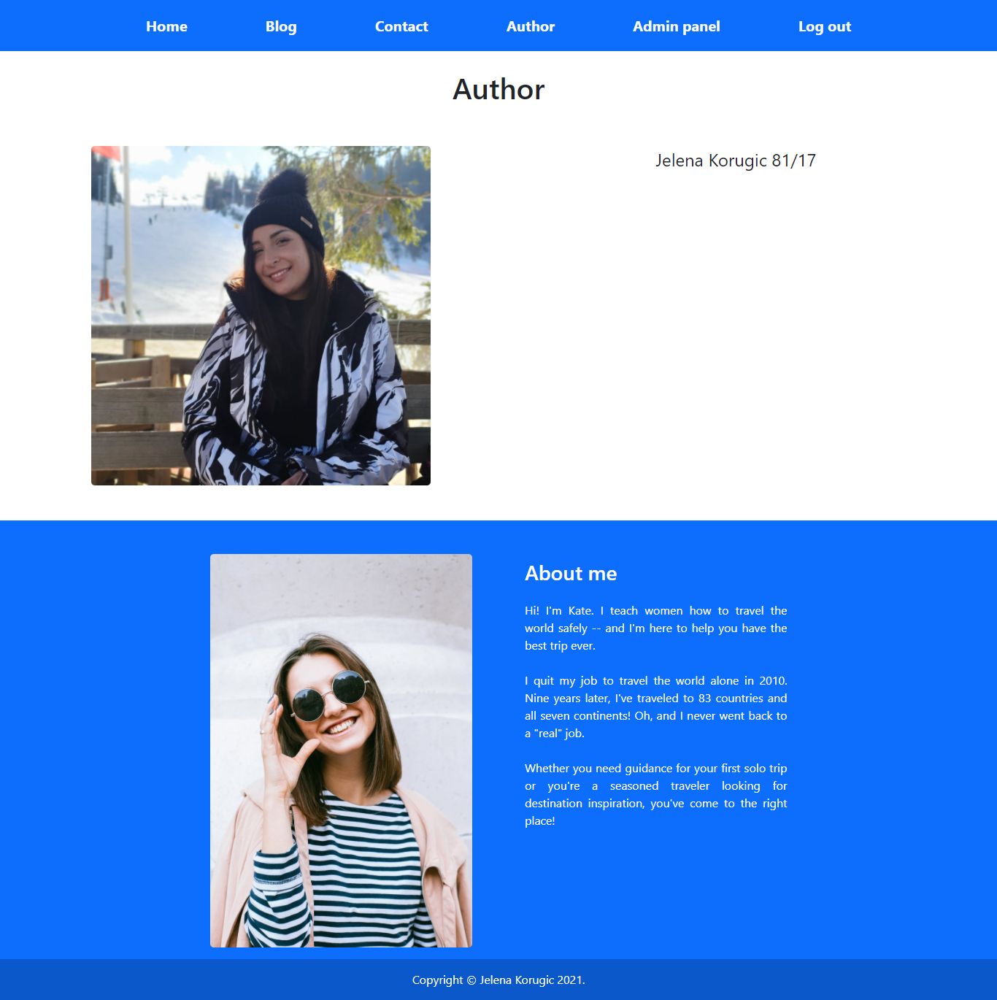 Home Blog Contact Author Admin panel Log out
Author
Jelena Korugic 81/17
About me
Hi! I'm Kate. I teach women how to travel the
world safely -- and I'm here to help you have the
best trip ever.
I quit my job to travel the world alone in 2010.
Nine years later, I've traveled to 83 countries and
all seven continents! Oh, and I never went back to
a "real" job.
Whether you need guidance for your first solo trip
or you're a seasoned traveler looking for
destination inspiration, you've come to the right
place!
Copyright © Jelena Korugic 2021.